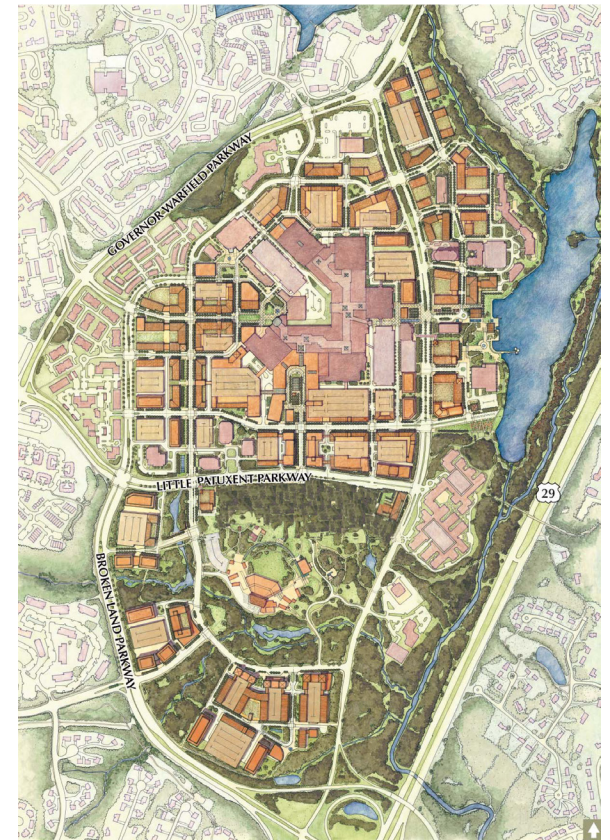 GOVERNOR WARFIELD PARKWAY
LITTLE PATUXENT PARKWAY
29
BROKEN LAND PARKWAY